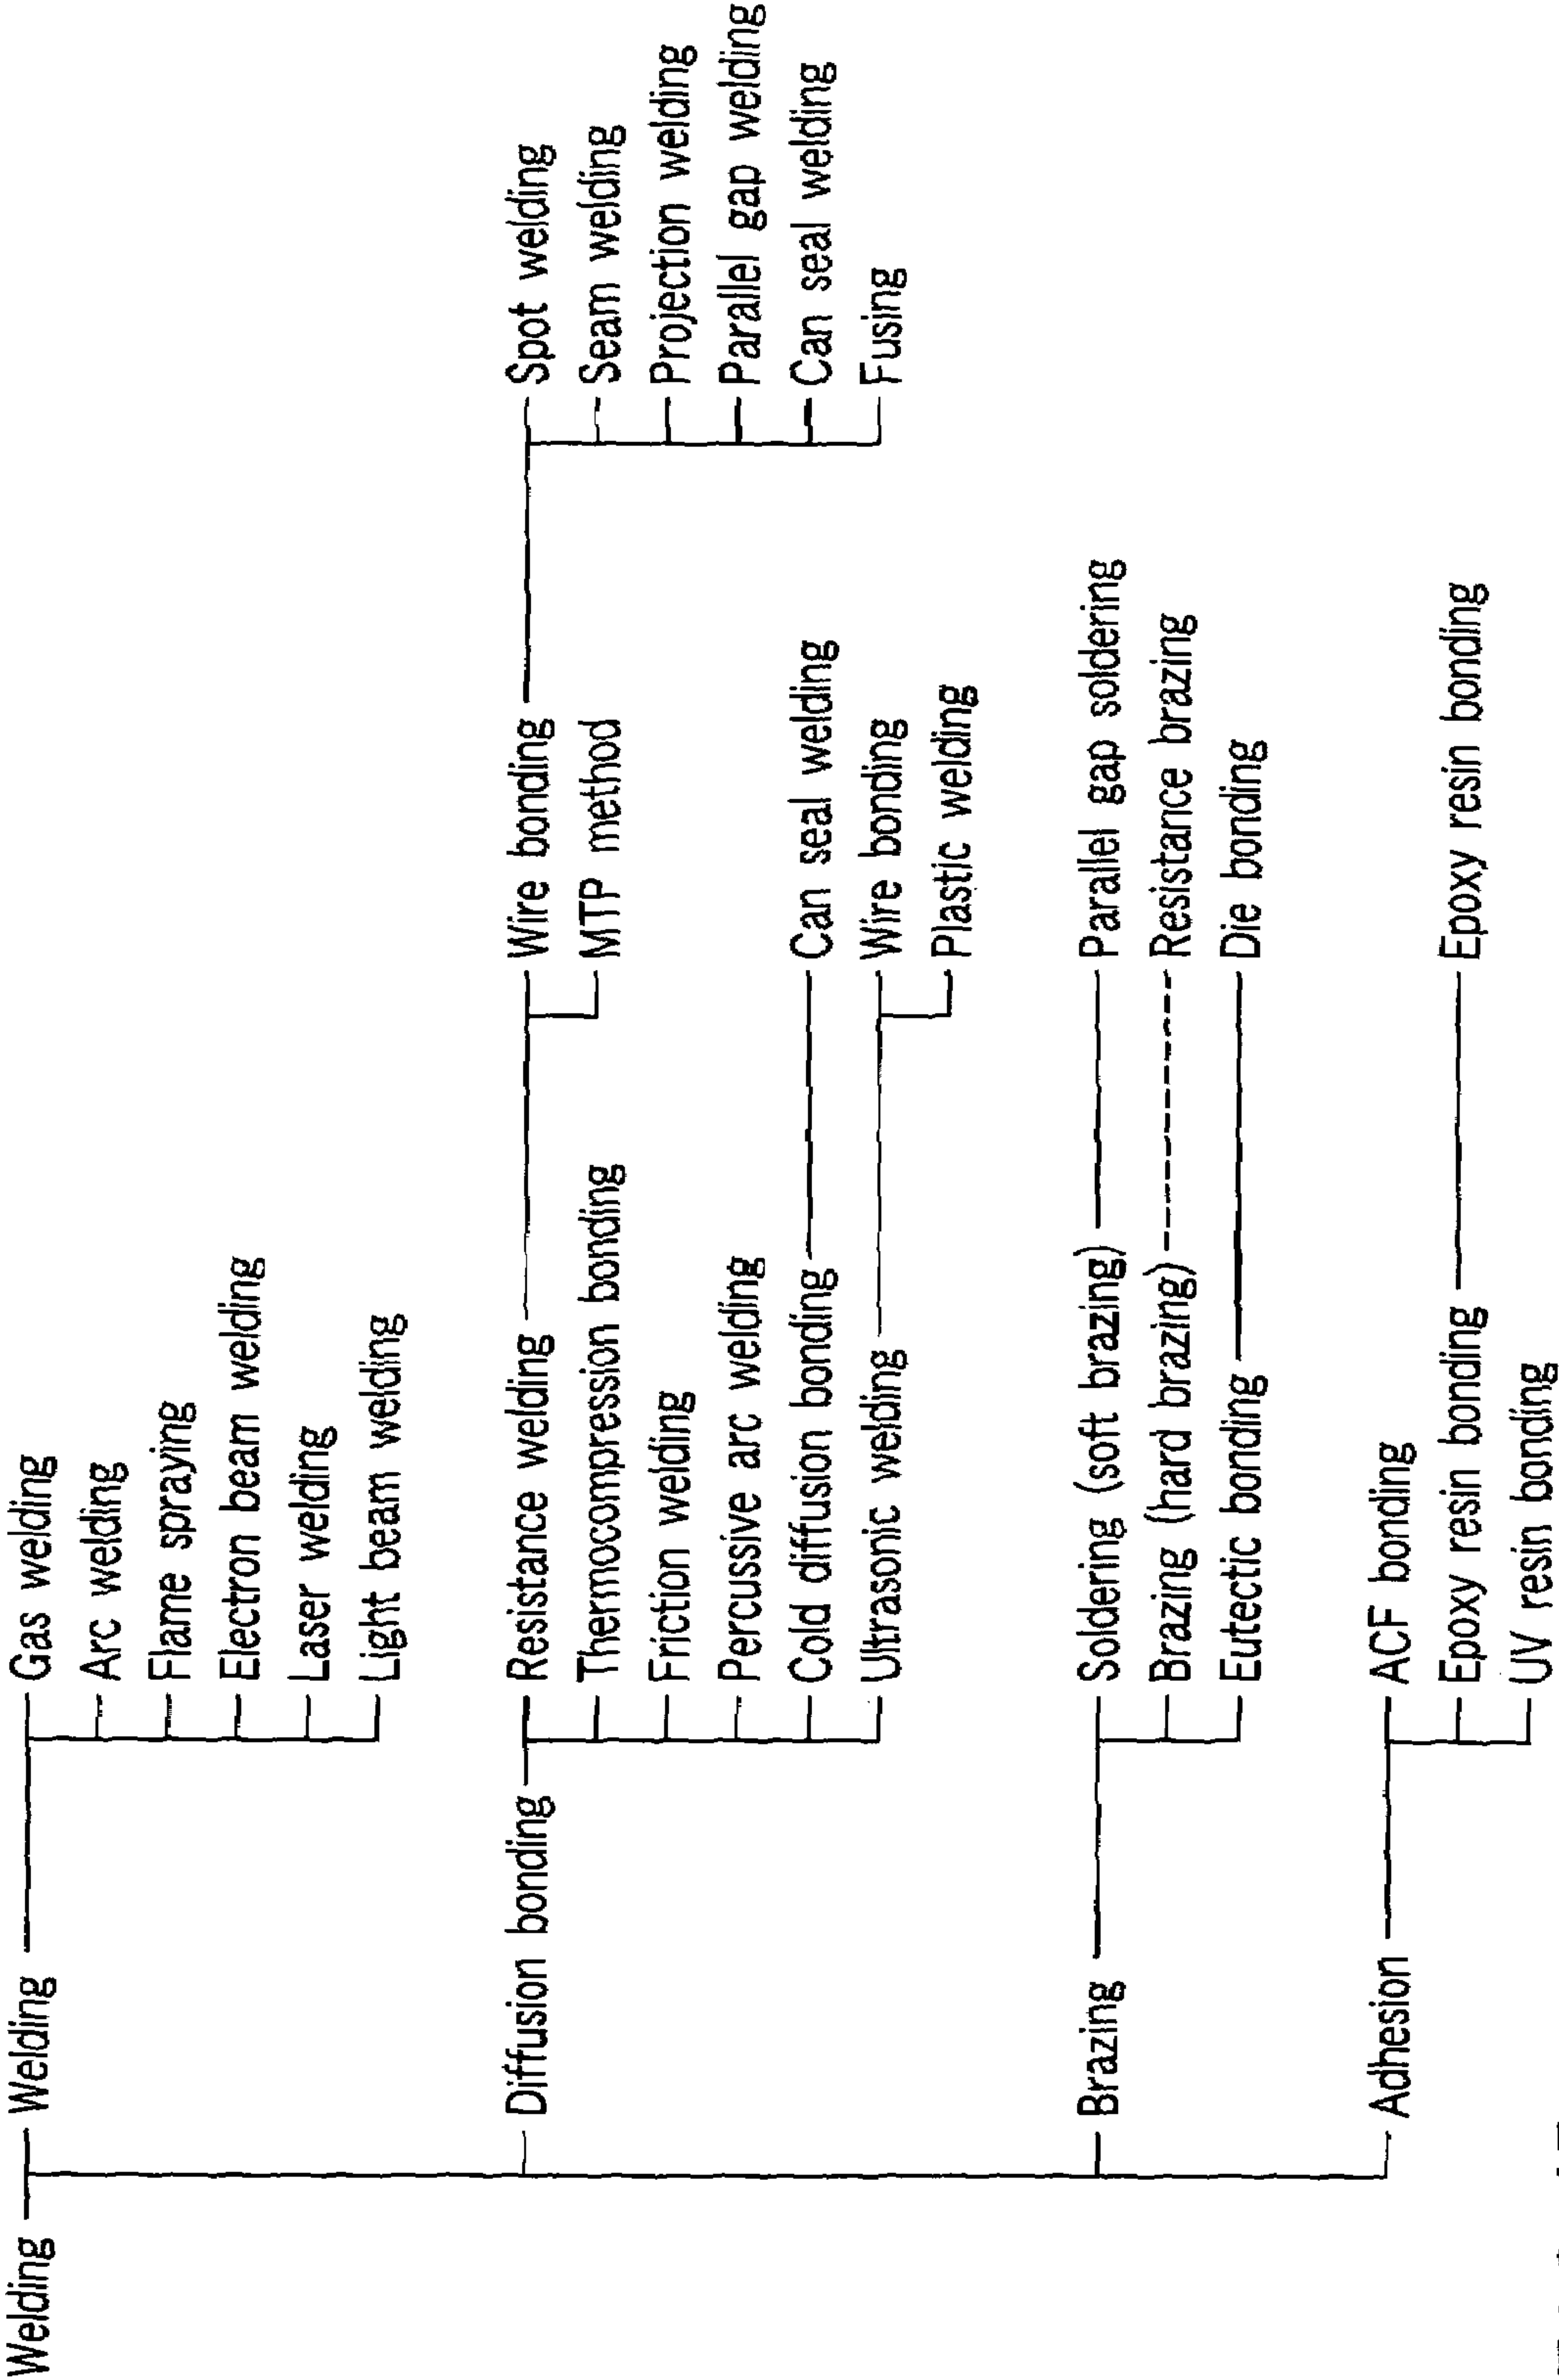 Welding Welding Gas welding
Arc welding
Flame spraying
Electron beam welding
Laser welding
Light beam welding
Diffusion bonding Resistance welding Wire bonding Spot welding
Thermocompression bonding MTP method Seam welding
Friction welding Projection welding
Percussive arc welding Parallel gap welding
Cold diffusion bonding Can seal welding Can seal welding
Ultrasonic welding Wire bonding Fusing
Plastic welding
Brazing Soldering (soft brazing) Parallel gap soldering
Brazing (hard brazing) Resistance brazing
Eutectic bonding Die bonding
Adhesion ACF bonding
Epoxy resin bonding Epoxy resin bonding
UV resin bonding